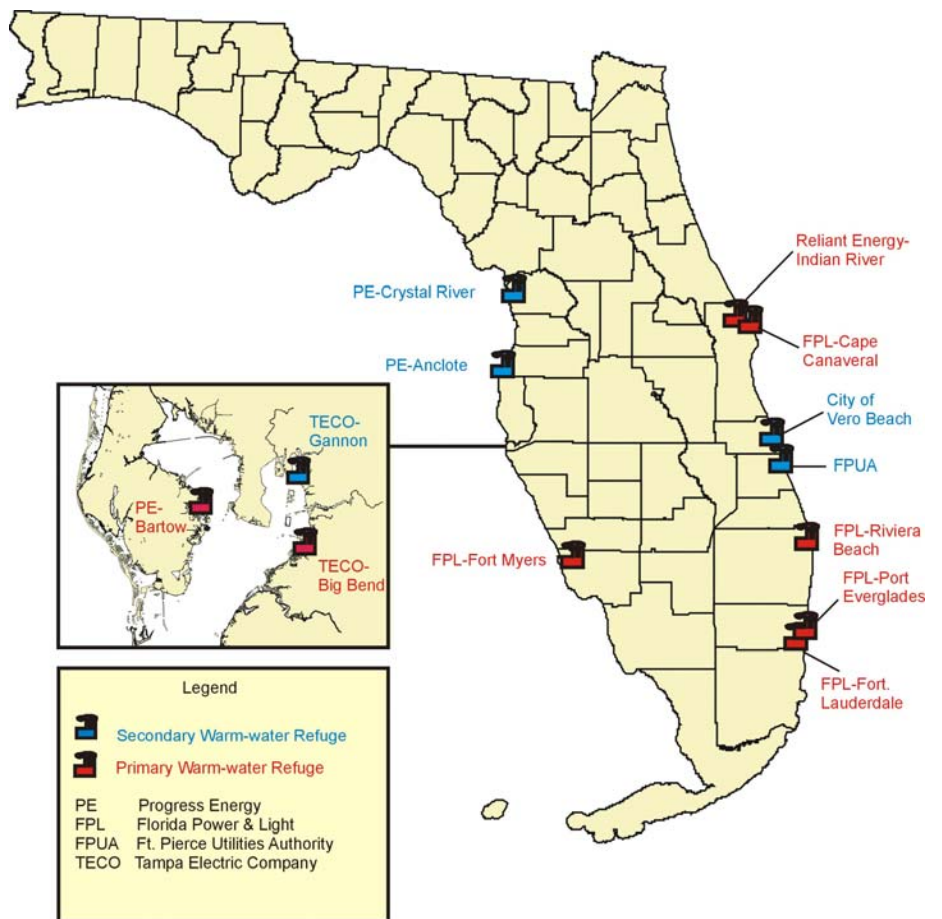 Reliant Energy-
Indian River
PE-Crystal River
FPL-Cape
Canaveral
PE-Anclote
City of
Vero Beach
TECO-
Gannon
FPUA
PE-
Bartow
FPL-Riviera
Beach
FPL-Fort Myers
TECO-
Big Bend
FPL-Port
Everglades
FPL-Fort.
Lauderdale
Legend
Secondary Warm-water Refuge
Primary Warm-water Refuge
PE Progress Energy
FPL Florida Power & Light
FPUA Ft. Pierce Utilities Authority
TECO Tampa Electric Company